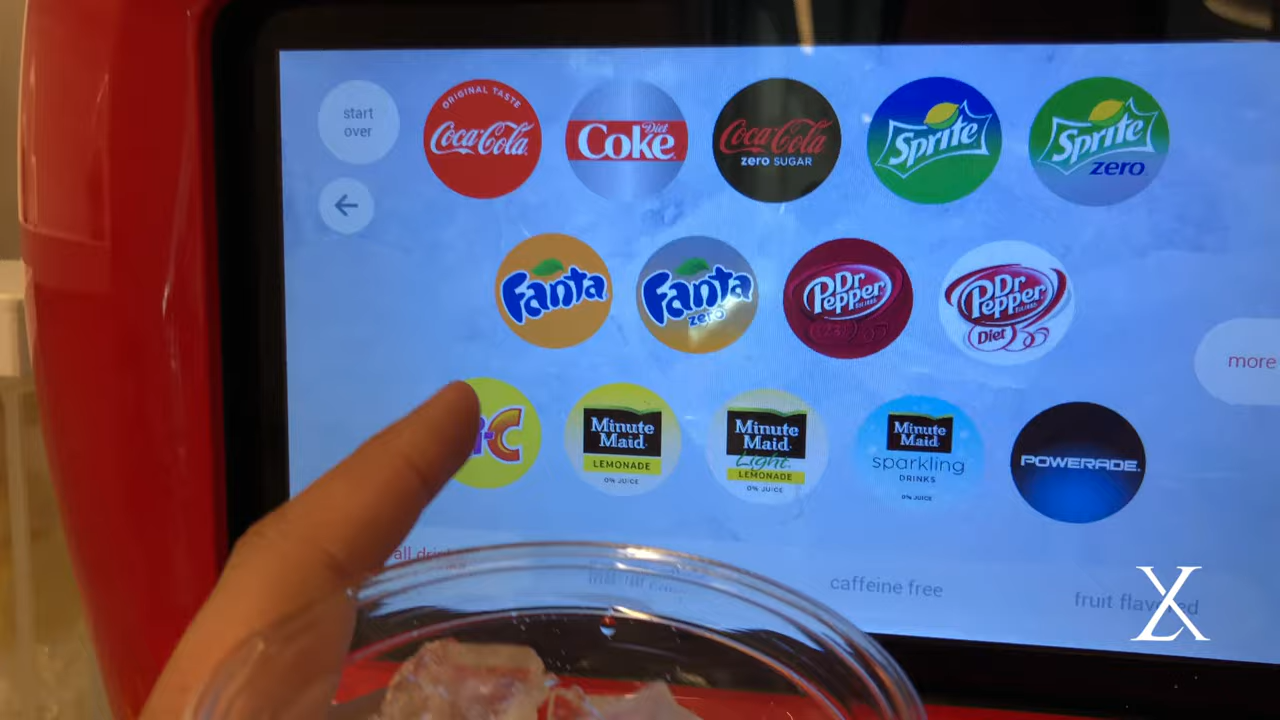 start
over
ORIGINAL TASTE
Coca-Cola
Diet
Coke
Coca-Cola
zero SUGAR
Sprite
Sprite
zero
Fanta
Fanta
zero
Dr
Pepper
Dr
Pepper
Diet
more
i-C
Minute
Maid
LEMONADE
0% JUICE
Minute
Maid
Light
LEMONADE
0% JUICE
Minute
Maid
sparkling
DRINKS
0% JUICE
POWERADE
all
caffeine free
fruit